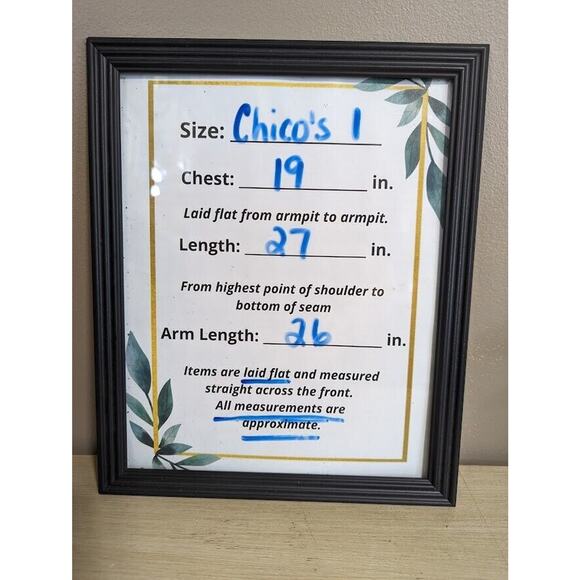 Size: Chico's 1
Chest: 19 in.
Laid flat from armpit to armpit.
Length: 27 in.
From highest point of shoulder to
bottom of seam
Arm Length: 26 in.
Items are laid flat and measured
straight across the front.
All measurements are
approximate.